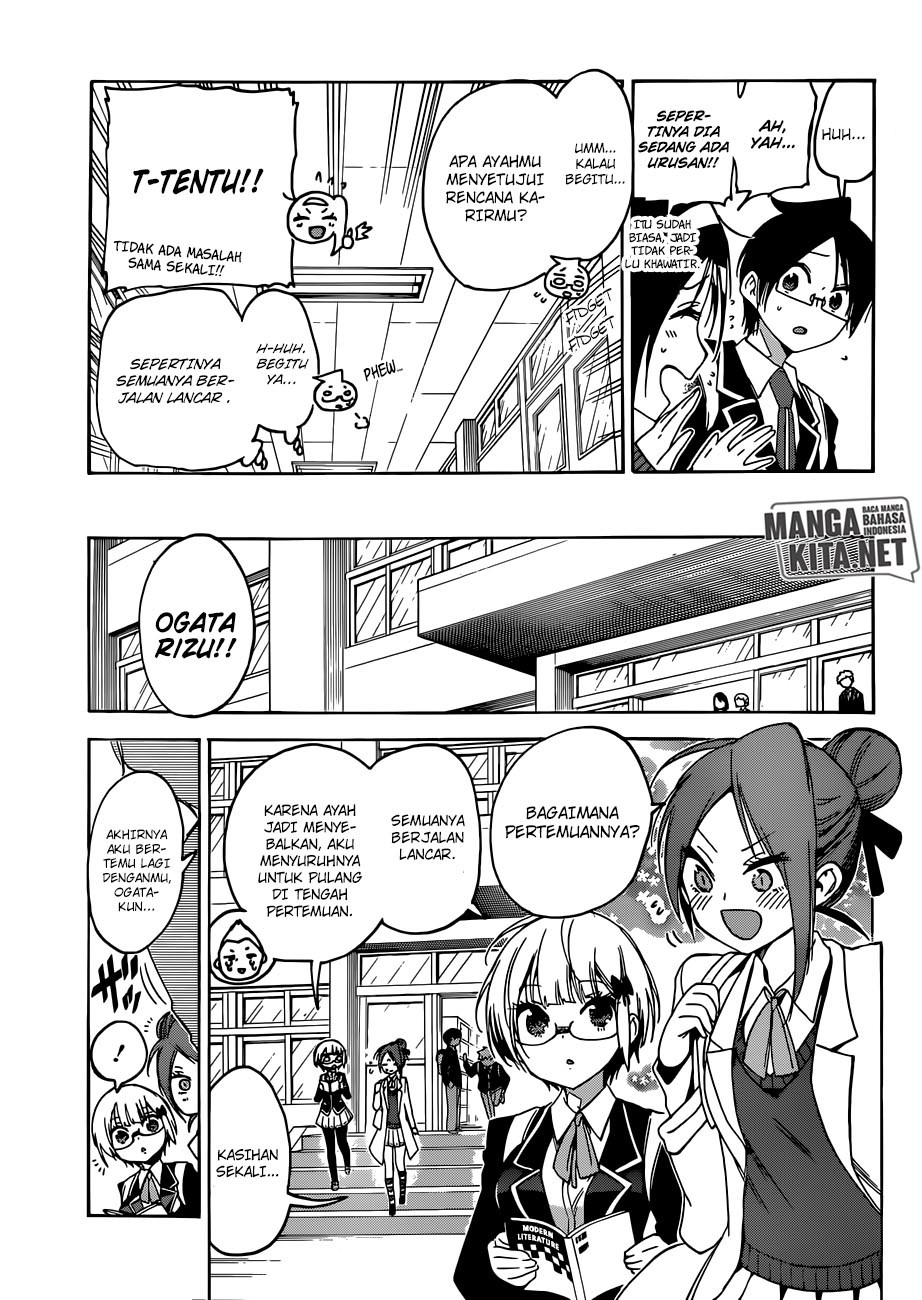 HUH...
AH,
YAH...
SEPER-
TINYA DIA
SEDANG ADA
URUSAN!!
ITU SUDAH
BIASA, JADI
TIDAK PER-
LU KHAWATIR.
UMM...
KALAU
BEGITU...
APA AYAHMU
MENYETUJUI
RENCANA KA-
RIRMU?
FIDGET
FIDGET
T-TENTU!!
TIDAK ADA MASALAH
SAMA SEKALI!!
H-HUH.
BEGITU
YA...
SEPERTINYA
SEMUANYA BER-
JALAN LANCAR .
PHEW...
MANGA
KITA.NET
BACA MANGA
BAHASA
INDONESIA
OGATA
RIZU!!
BAGAIMANA
PERTEMUANNYA?
SEMUANYA
BERJALAN
LANCAR.
KARENA AYAH
JADI MENYE-
BALKAN, AKU
MENYURUHNYA
UNTUK PULANG
DI TENGAH
PERTEMUAN.
KASIHAN
SEKALI...
MODERN
LITERATURE
AKHIRNYA
AKU BER-
TEMU LAGI
DENGANMU,
OGATA-
KUN...
!